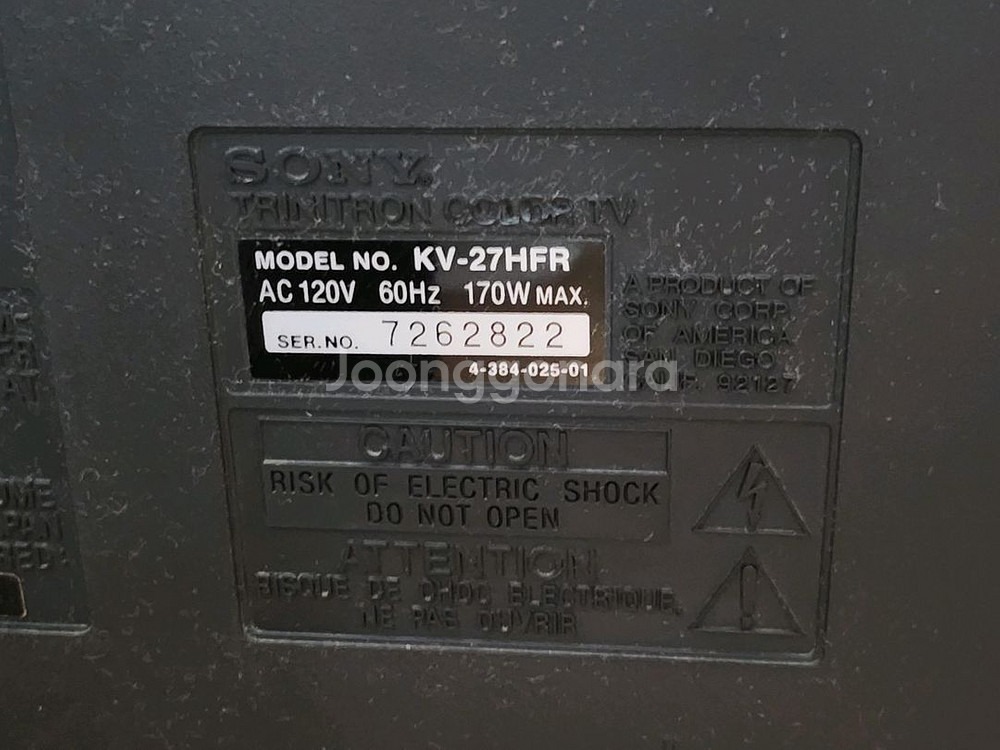 SONY.
TRINITRON COLOR TV
MODEL NO. KV-27HFR
AC 120V 60Hz 170W MAX.
SER.NO. 7262822
4-384-025-01
A PRODUCT OF
SONY CORP.
OF AMERICA
SAN DIEGO
92127
Joonggonara
CAUTION
RISK OF ELECTRIC SHOCK
DO NOT OPEN
ATTENTION
RISQUE DE CHOC ELECTRIQUE,
NE PAS OUVRIR